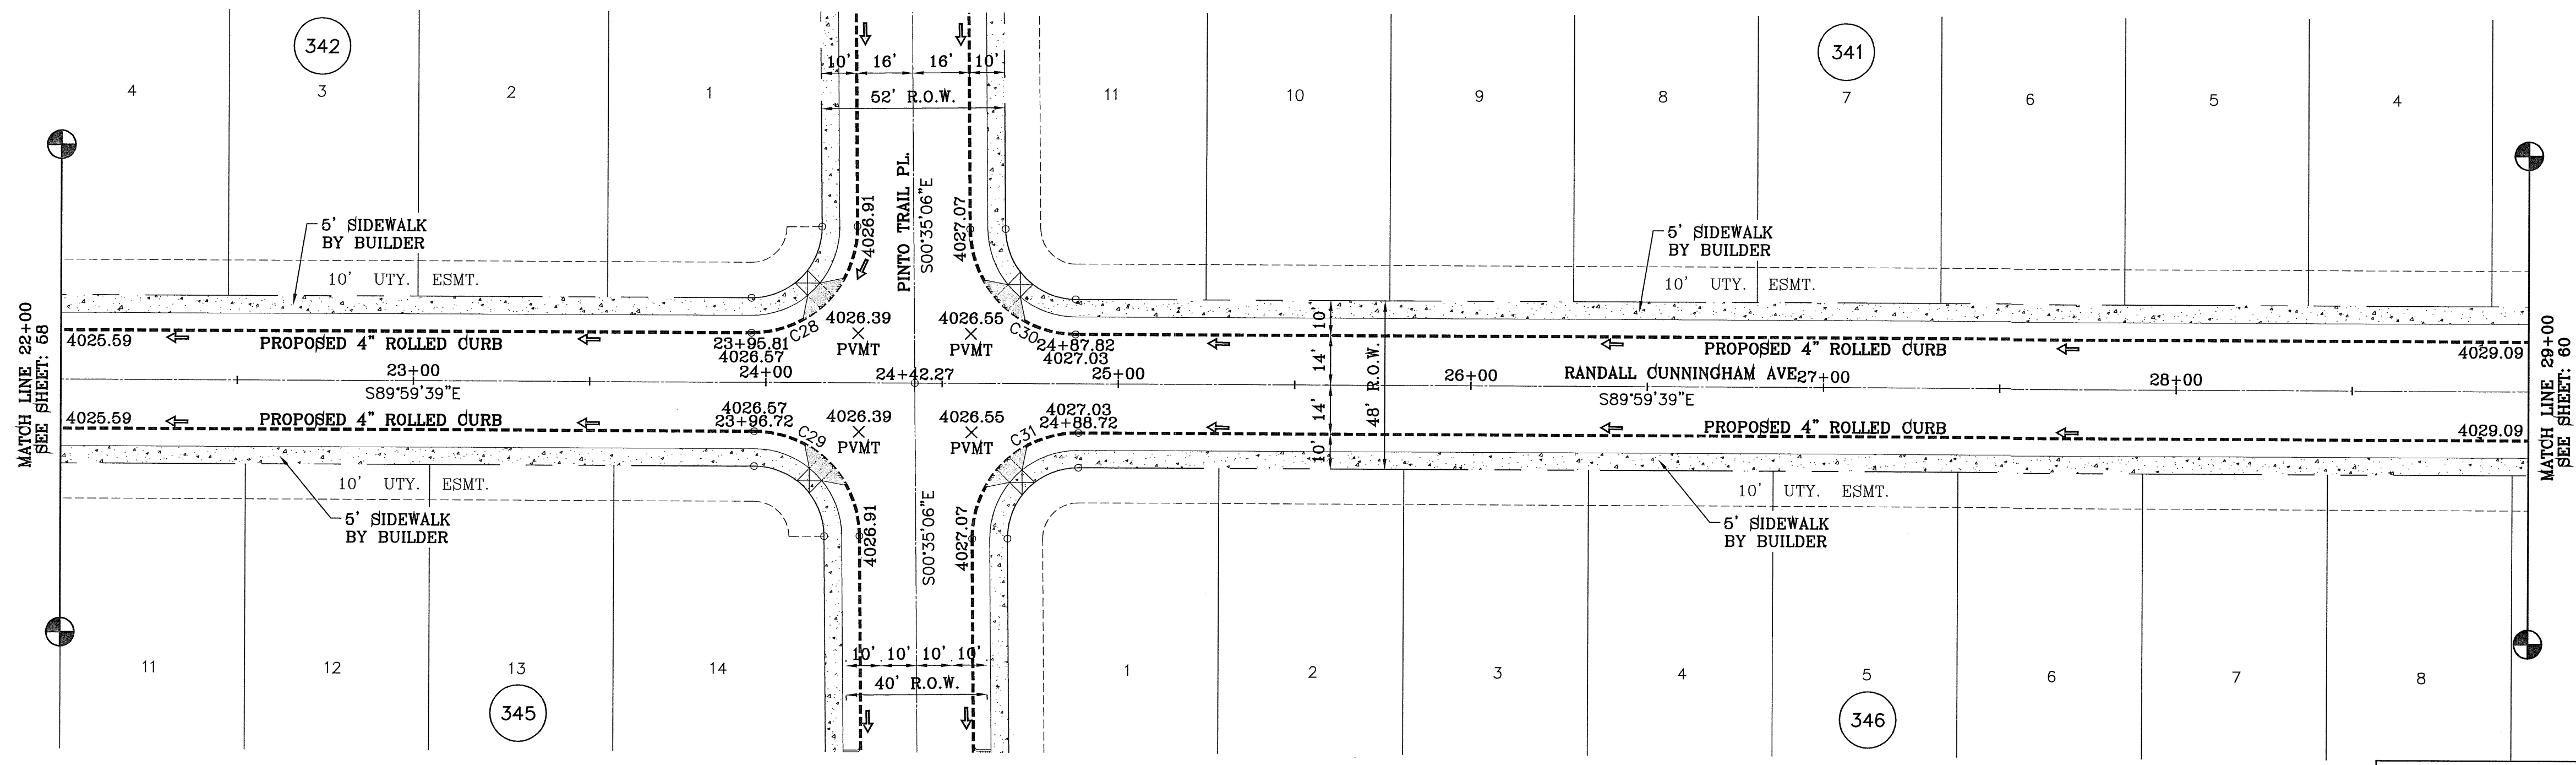 342
341
4
3
2
1
11
10
9
8
7
6
5
4
10'
16'
16'
10'
52' R.O.W.
PINTO TRAIL PL.
S00°35'06"E
4026.91
4027.07
5' SIDEWALK
BY BUILDER
5' SIDEWALK
BY BUILDER
10' UTY. ESMT.
10' UTY. ESMT.
MATCH LINE 22+00
SEE SHEET: 58
4025.59
PROPOSED 4" ROLLED CURB
23+95.81
4026.57
C28
4026.39
PVMT
4026.55
PVMT
C30
24+87.82
4027.03
10'
14'
14'
10'
48' R.O.W.
PROPOSED 4" ROLLED CURB
4029.09
MATCH LINE 29+00
SEE SHEET: 60
23+00
24+00
24+42.27
25+00
26+00
RANDALL CUNNINGHAM AVE
27+00
28+00
S89°59'39"E
S89°59'39"E
4025.59
PROPOSED 4" ROLLED CURB
4026.57
23+96.72
C29
4026.39
PVMT
4026.55
PVMT
C31
4027.03
24+88.72
PROPOSED 4" ROLLED CURB
4029.09
10' UTY. ESMT.
10' UTY. ESMT.
5' SIDEWALK
BY BUILDER
5' SIDEWALK
BY BUILDER
4026.91
S00°35'06"E
4027.07
10'
10'
10'
10'
40' R.O.W.
11
12
13
14
1
2
3
4
5
6
7
8
345
346